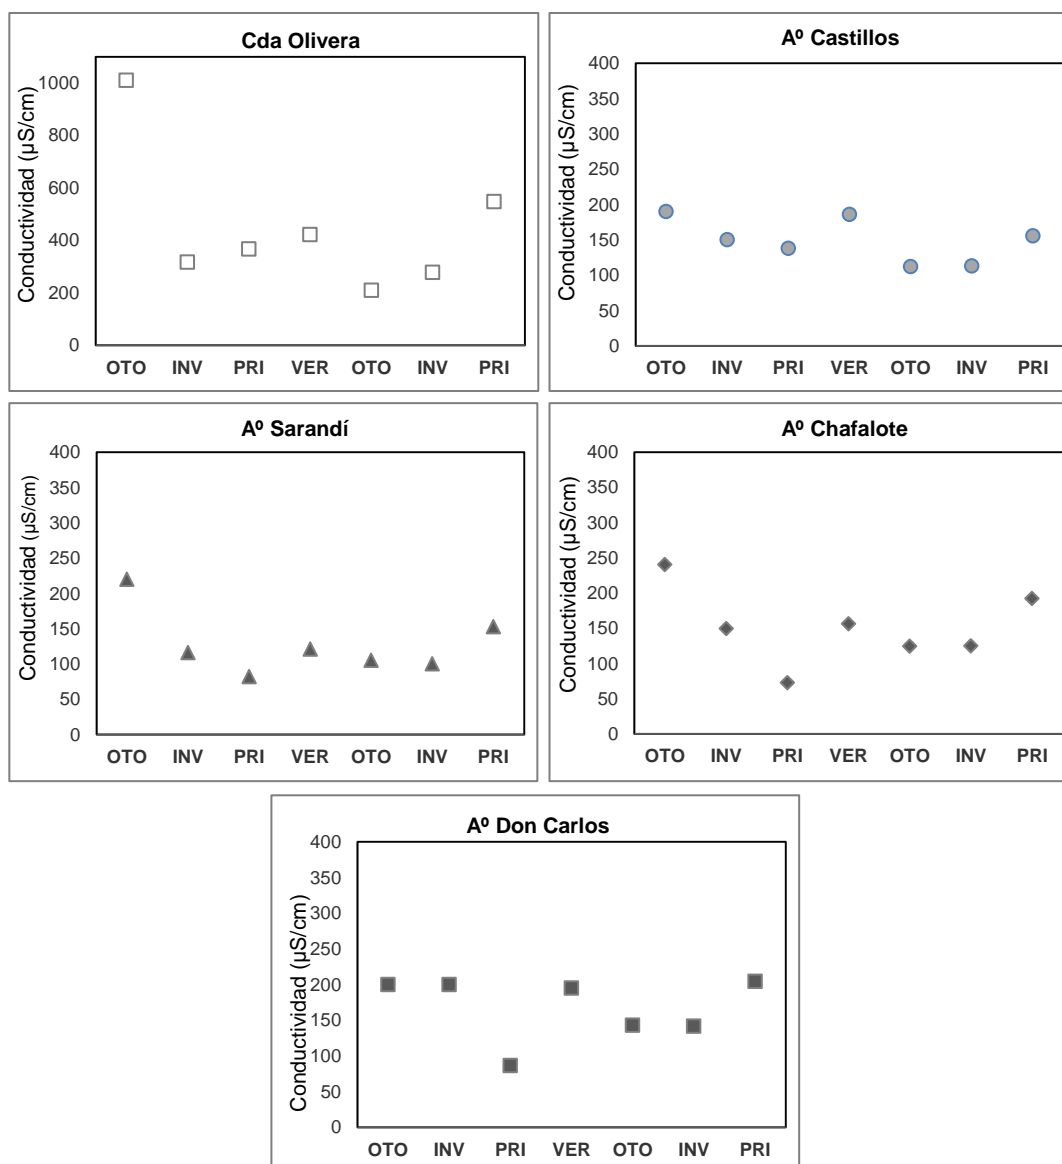 Cda Olivera
Conductividad (µS/cm)
1000
800
600
400
200
0
OTO INV PRI VER OTO INV PRI
Aº Castillos
Conductividad (µS/cm)
400
350
300
250
200
150
100
50
0
OTO INV PRI VER OTO INV PRI
Aº Sarandí
Conductividad (µS/cm)
400
350
300
250
200
150
100
50
0
OTO INV PRI VER OTO INV PRI
Aº Chafalote
Conductividad (µS/cm)
400
350
300
250
200
150
100
50
0
OTO INV PRI VER OTO INV PRI
Aº Don Carlos
Conductividad (µS/cm)
400
350
300
250
200
150
100
50
0
OTO INV PRI VER OTO INV PRI